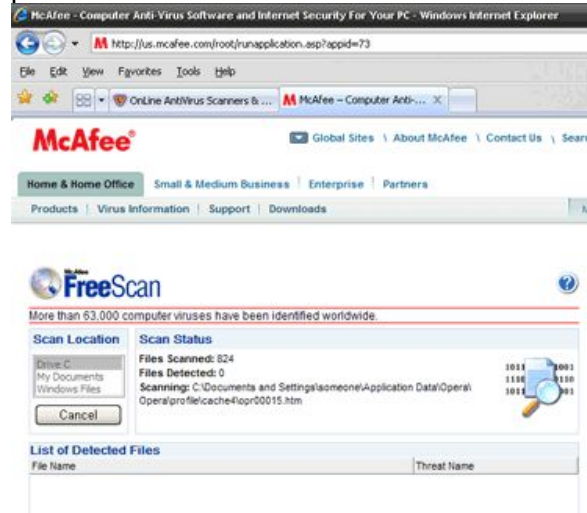 McAfee - Computer Anti-Virus Software and Internet Security For Your PC - Windows Internet Explorer
http://us.mcafee.com/root/runapplication.asp?appid=73
File Edit View Favorites Tools Help
OnLine AntiVirus Scanners & ... McAfee – Computer Anti-... X
McAfee®
Global Sites \ About McAfee \ Contact Us \ Sear
Home & Home Office Small & Medium Business | Enterprise | Partners
Products | Virus Information | Support | Downloads
McAfee
FreeScan
More than 63,000 computer viruses have been identified worldwide.
Scan Location Scan Status
Drive C
My Documents
Windows Files
Cancel
Files Scanned: 824
Files Detected: 0
Scanning: C:\Documents and Settings\someone\Application Data\Opera\
Opera\profile\cache4\opr00015.htm
List of Detected Files
File Name Threat Name